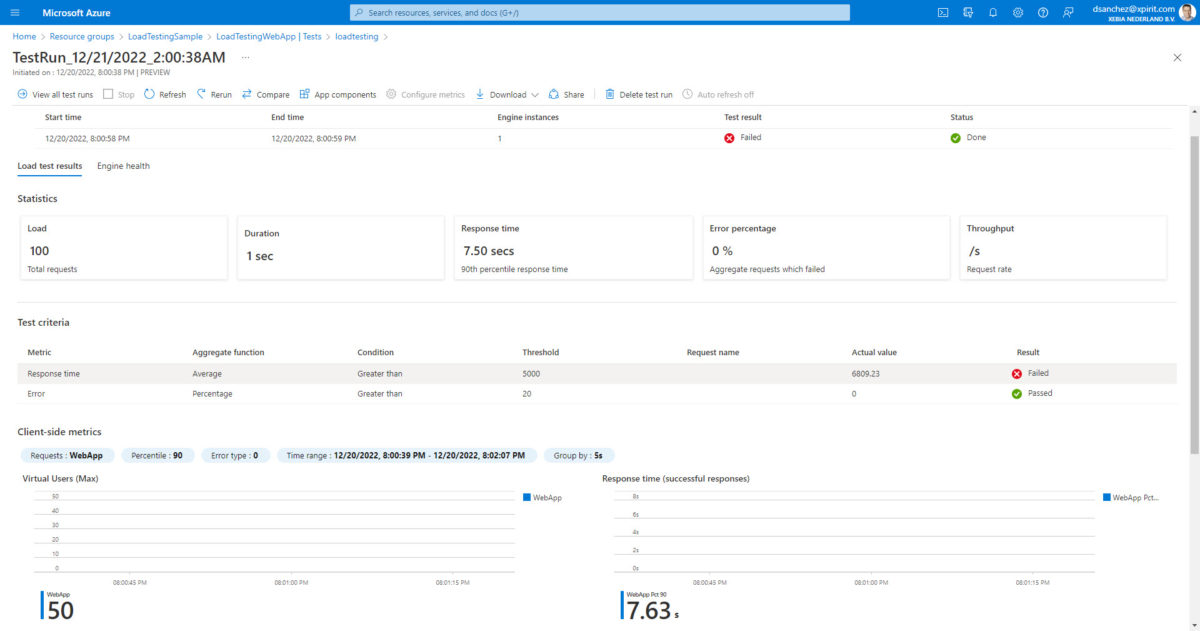 Microsoft Azure
Search resources, services, and docs (G+/)
dsanchez@xpirit.com
XEBIA NEDERLAND B.V.
Home > Resource groups > LoadTestingSample > LoadTestingWebApp | Tests > loadtesting >
TestRun_12/21/2022_2:00:38AM ...
Initiated on : 12/20/2022, 8:00:38 PM | PREVIEW
View all test runs Stop Refresh Rerun Compare App components Configure metrics Download Share Delete test run Auto refresh off
Start time End time Engine instances Test result Status
12/20/2022, 8:00:58 PM 12/20/2022, 8:00:59 PM 1 Failed Done
Load test results Engine health
Statistics
Load
100
Total requests
Duration
1 sec
Response time
7.50 secs
90th percentile response time
Error percentage
0 %
Aggregate requests which failed
Throughput
/s
Request rate
Test criteria
Metric Aggregate function Condition Threshold Request name Actual value Result
Response time Average Greater than 5000 6809.23 Failed
Error Percentage Greater than 20 0 Passed
Client-side metrics
Requests : WebApp Percentile : 90 Error type : 0 Time range : 12/20/2022, 8:00:39 PM - 12/20/2022, 8:02:07 PM Group by : 5s
Virtual Users (Max)
50
40
30
20
10
0
08:00:45 PM 08:01:00 PM 08:01:15 PM
WebApp
WebApp
50
Response time (successful responses)
8s
6s
4s
2s
0s
08:00:45 PM 08:01:00 PM 08:01:15 PM
WebApp Pct...
WebApp Pct 90
7.63 s